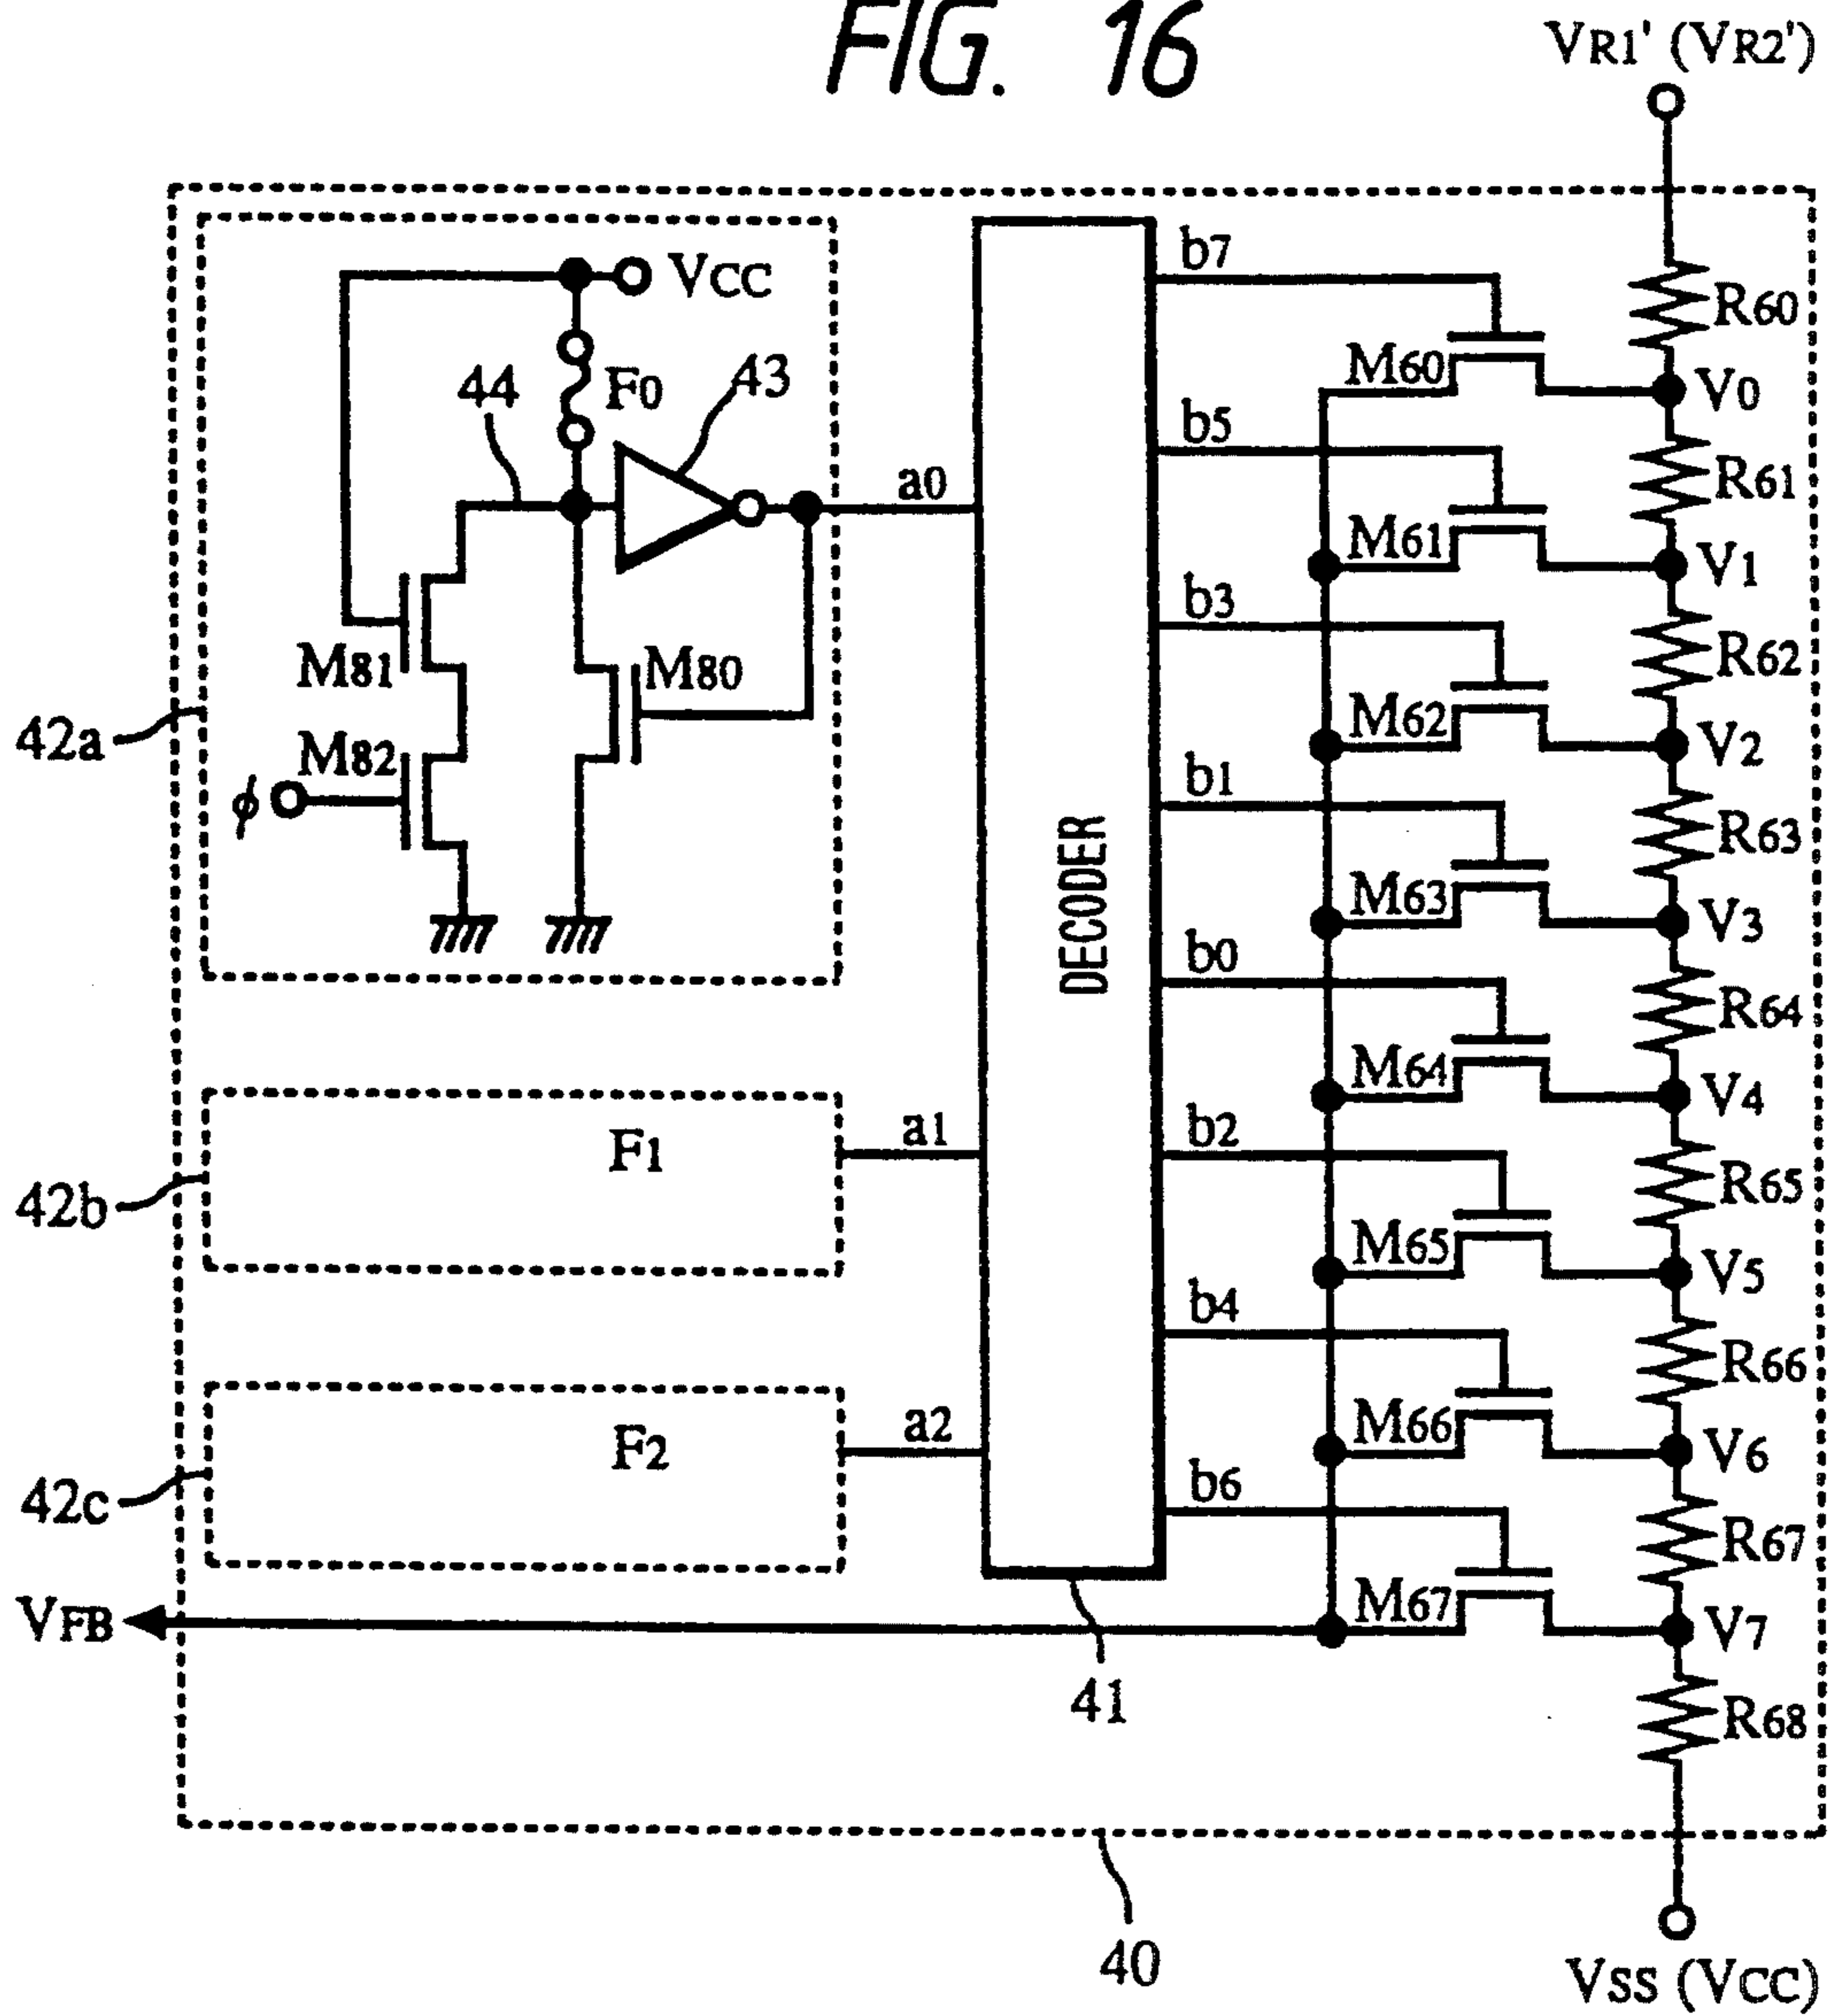 FIG. 16
VR1' (VR2')
VCC
b7
R60
43
F0
44
M60
V0
b5
a0
R61
M61
V1
b3
M81
M80
R62
42a
M62
V2
M82
b1
φ
R63
DECODER
M63
V3
b0
R64
M64
V4
a1
b2
F1
42b
R65
M65
V5
b4
R66
a2
F2
M66
V6
42c
b6
R67
VFB
M67
V7
41
R68
40
VSS (VCC)